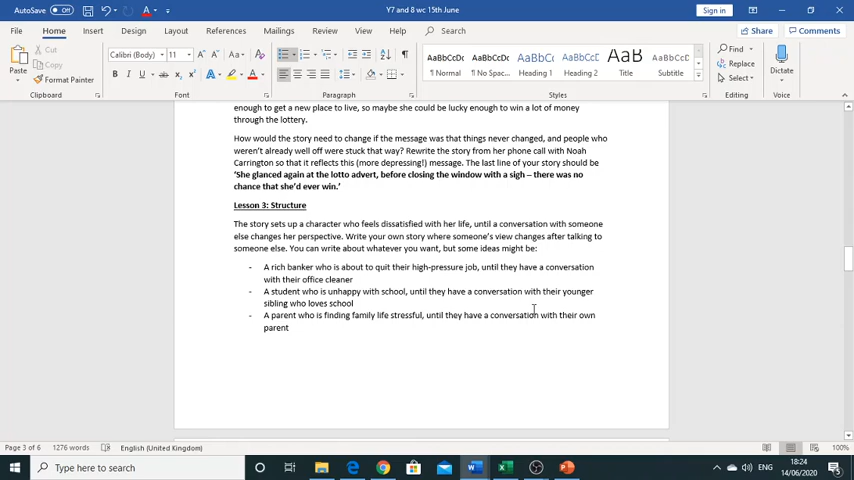 AutoSave Off Y7 and 8 wc 15th June Sign in
File Home Insert Draw Design Layout References Mailings Review View Help Search Share Comments
Paste Cut Copy Format Painter
Calibri (Body) 11 A A Aa A
B I U ab x₂ x² A A
AaBbCcDc AaBbCcDc AaBbCc AaBbCcD AaB AaBbCcD
¶ Normal ¶ No Spac... Heading 1 Heading 2 Title Subtitle
Find Replace Select Dictate
Clipboard Font Paragraph Styles Editing Voice
enough to get a new place to live, so maybe she could be lucky enough to win a lot of money
through the lottery.
How would the story need to change if the message was that things never changed, and people who
weren't already well off were stuck that way? Rewrite the story from her phone call with Noah
Carrington so that it reflects this (more depressing!) message. The last line of your story should be
'She glanced again at the lotto advert, before closing the window with a sigh – there was no
chance that she'd ever win.'
Lesson 3: Structure
The story sets up a character who feels dissatisfied with her life, until a conversation with someone
else changes her perspective. Write your own story where someone's view changes after talking to
someone else. You can write about whatever you want, but some ideas might be:
- A rich banker who is about to quit their high-pressure job, until they have a conversation
with their office cleaner
- A student who is unhappy with school, until they have a conversation with their younger
sibling who loves school
- A parent who is finding family life stressful, until they have a conversation with their own
parent
Page 3 of 6 1276 words English (United Kingdom) 100%
Type here to search ENG 18:24
14/06/2020